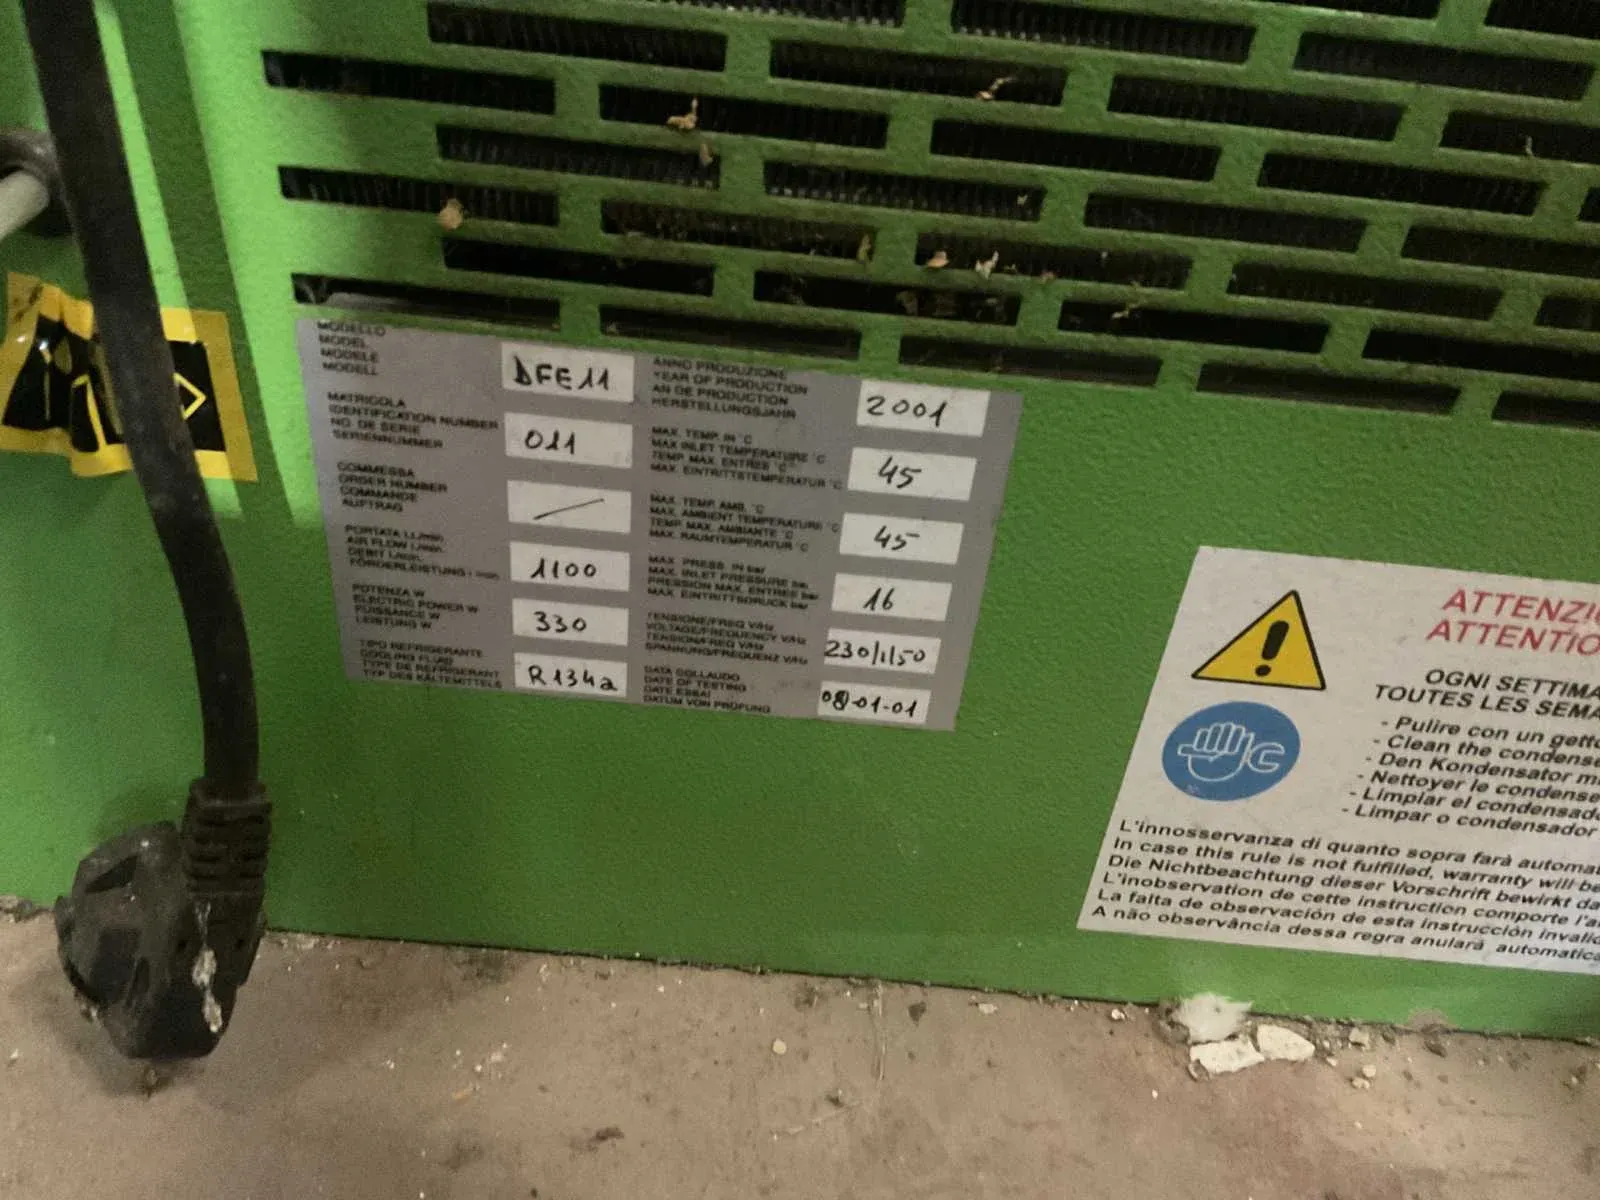 MODELLO
MODEL
MODELE
MODELL
DFE11
MATRICOLA
IDENTIFICATION NUMBER
NO. DE SERIE
SERIENNUMMER
011
COMMESSA
ORDER NUMBER
COMMANDE
AUFTRAG
PORTATA l/min
AIR FLOW l/min.
DEBIT l/min.
FÖRDERLEISTUNG l/min
1100
POTENZA W
ELECTRIC POWER W
PUISSANCE W
LEISTUNG W
330
TIPO REFRIGERANTE
COOLING FLUID
TYPE DE REFRIGERANT
TYP DES KÄLTEMITTELS
R134a
ANNO PRODUZIONE
YEAR OF PRODUCTION
AN DE PRODUCTION
HERSTELLUNGSJAHR
2001
MAX. TEMP. IN °C
MAX INLET TEMPERATURE °C
TEMP. MAX. ENTREE °C
MAX. EINTRITTSTEMPERATUR °C
45
MAX. TEMP. AMB. °C
MAX. AMBIENT TEMPERATURE °C
TEMP. MAX. AMBIANTE °C
MAX. RAUMTEMPERATUR °C
45
MAX PRESS. IN bar
MAX. INLET PRESSURE bar
PRESSION MAX. ENTREE bar
MAX. EINTRITTSDRUCK bar
16
TENSIONE/FREQ V/Hz
VOLTAGE/FREQUENCY V/Hz
TENSION/FREQ V/Hz
SPANNUNG/FREQUENZ V/Hz
230/1/50
DATA COLLAUDO
DATE OF TESTING
DATE ESSAI
DATUM VON PRÜFUNG
08-01-01
ATTENZI
ATTENTIO
OGNI SETTIMA
TOUTES LES SEMA
- Pulire con un getto
- Clean the condense
- Den Kondensator mi
- Nettoyer le condense
- Limpiar el condensado
- Limpar o condensador
L'innosservanza di quanto sopra farà automa
In case this rule is not fulfilled, warranty will be
Die Nichtbeachtung dieser Vorschrift bewirkt da
L'inobservation de cette instruction comporte l'a
La falta de observación de esta instrucción invalid
A não observância dessa regra anulará automatica